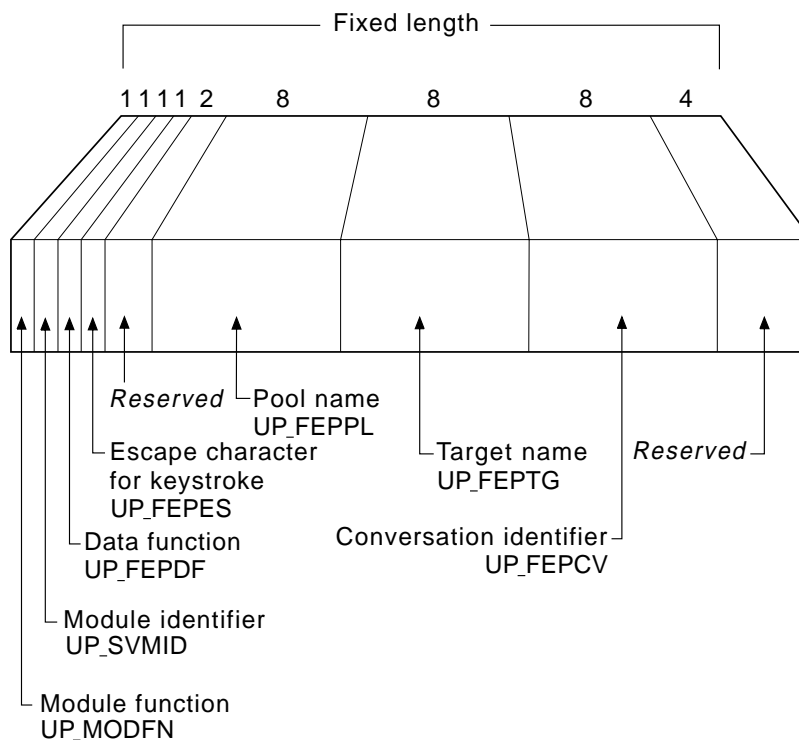 Fixed length
1 1 1 1 2 8 8 8 4
Reserved
Pool name
UP_FEPPL
Escape character
for keystroke
UP_FEPES
Target name
UP_FEPTG
Reserved
Data function
UP_FEPDF
Conversation identifier
UP_FEPCV
Module identifier
UP_SVMID
Module function
UP_MODFN